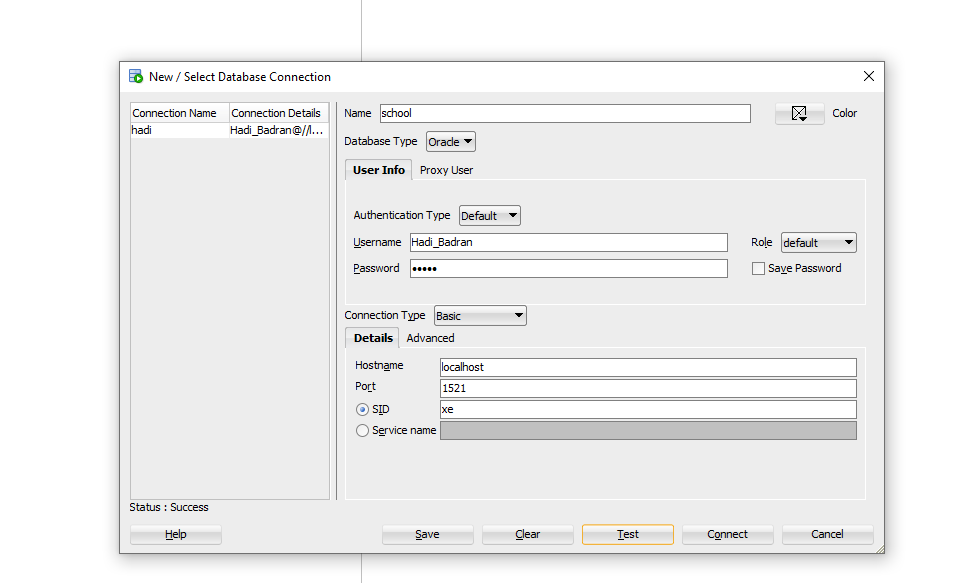 New / Select Database Connection
Connection Name Connection Details
hadi Hadi_Badran@//l...
Name school Color
Database Type Oracle
User Info Proxy User
Authentication Type Default
Username Hadi_Badran Role default
Password ••••• Save Password
Connection Type Basic
Details Advanced
Hostname localhost
Port 1521
SID xe
Service name
Status : Success
Help Save Clear Test Connect Cancel